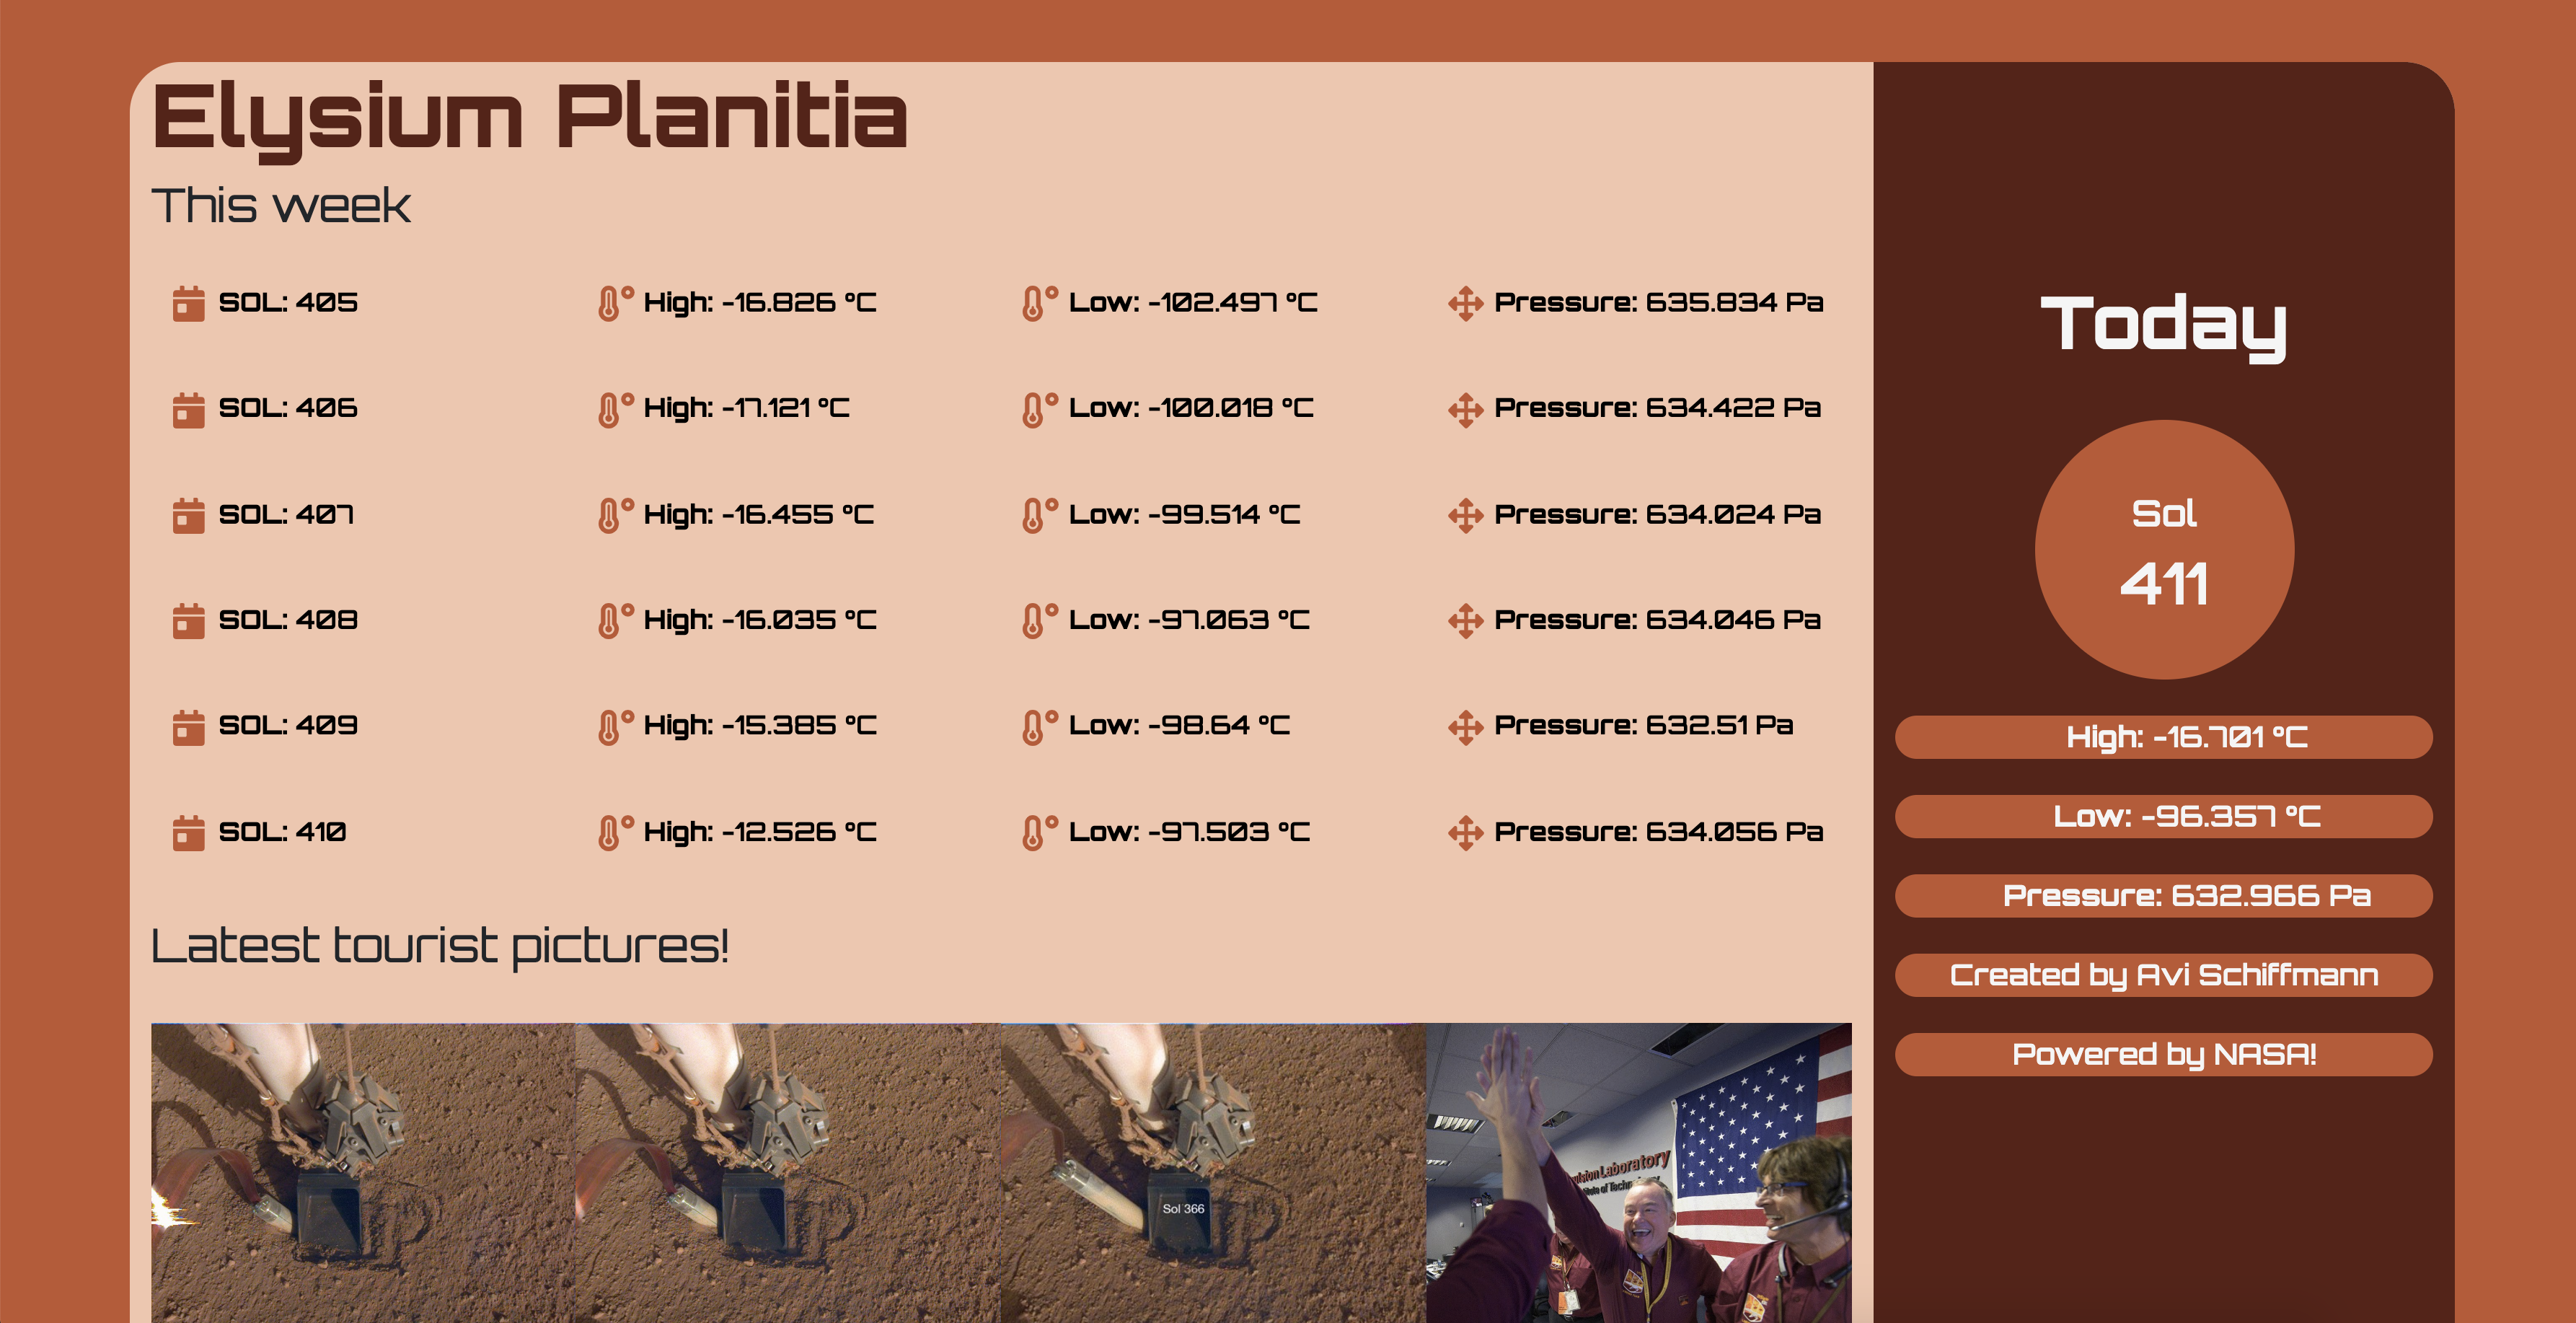 Elysium Planitia
This week
SOL: 405 High: -16.826 °C Low: -102.497 °C Pressure: 635.834 Pa
SOL: 406 High: -17.121 °C Low: -100.018 °C Pressure: 634.422 Pa
SOL: 407 High: -16.455 °C Low: -99.514 °C Pressure: 634.024 Pa
SOL: 408 High: -16.035 °C Low: -97.063 °C Pressure: 634.046 Pa
SOL: 409 High: -15.385 °C Low: -98.64 °C Pressure: 632.51 Pa
SOL: 410 High: -12.526 °C Low: -97.503 °C Pressure: 634.056 Pa
Latest tourist pictures!
Sol 366
Laboratory
Today
Sol
411
High: -16.701 °C
Low: -96.357 °C
Pressure: 632.966 Pa
Created by Avi Schiffmann
Powered by NASA!